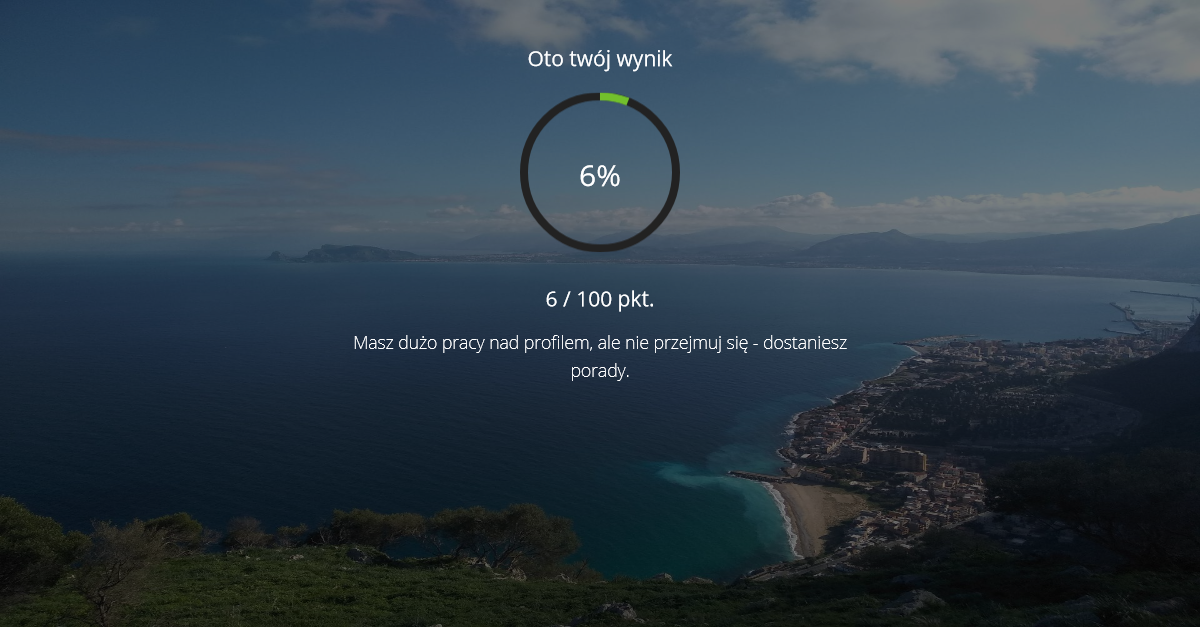 Oto twój wynik
6%
6 / 100 pkt.
Masz dużo pracy nad profilem, ale nie przejmuj się - dostaniesz
porady.